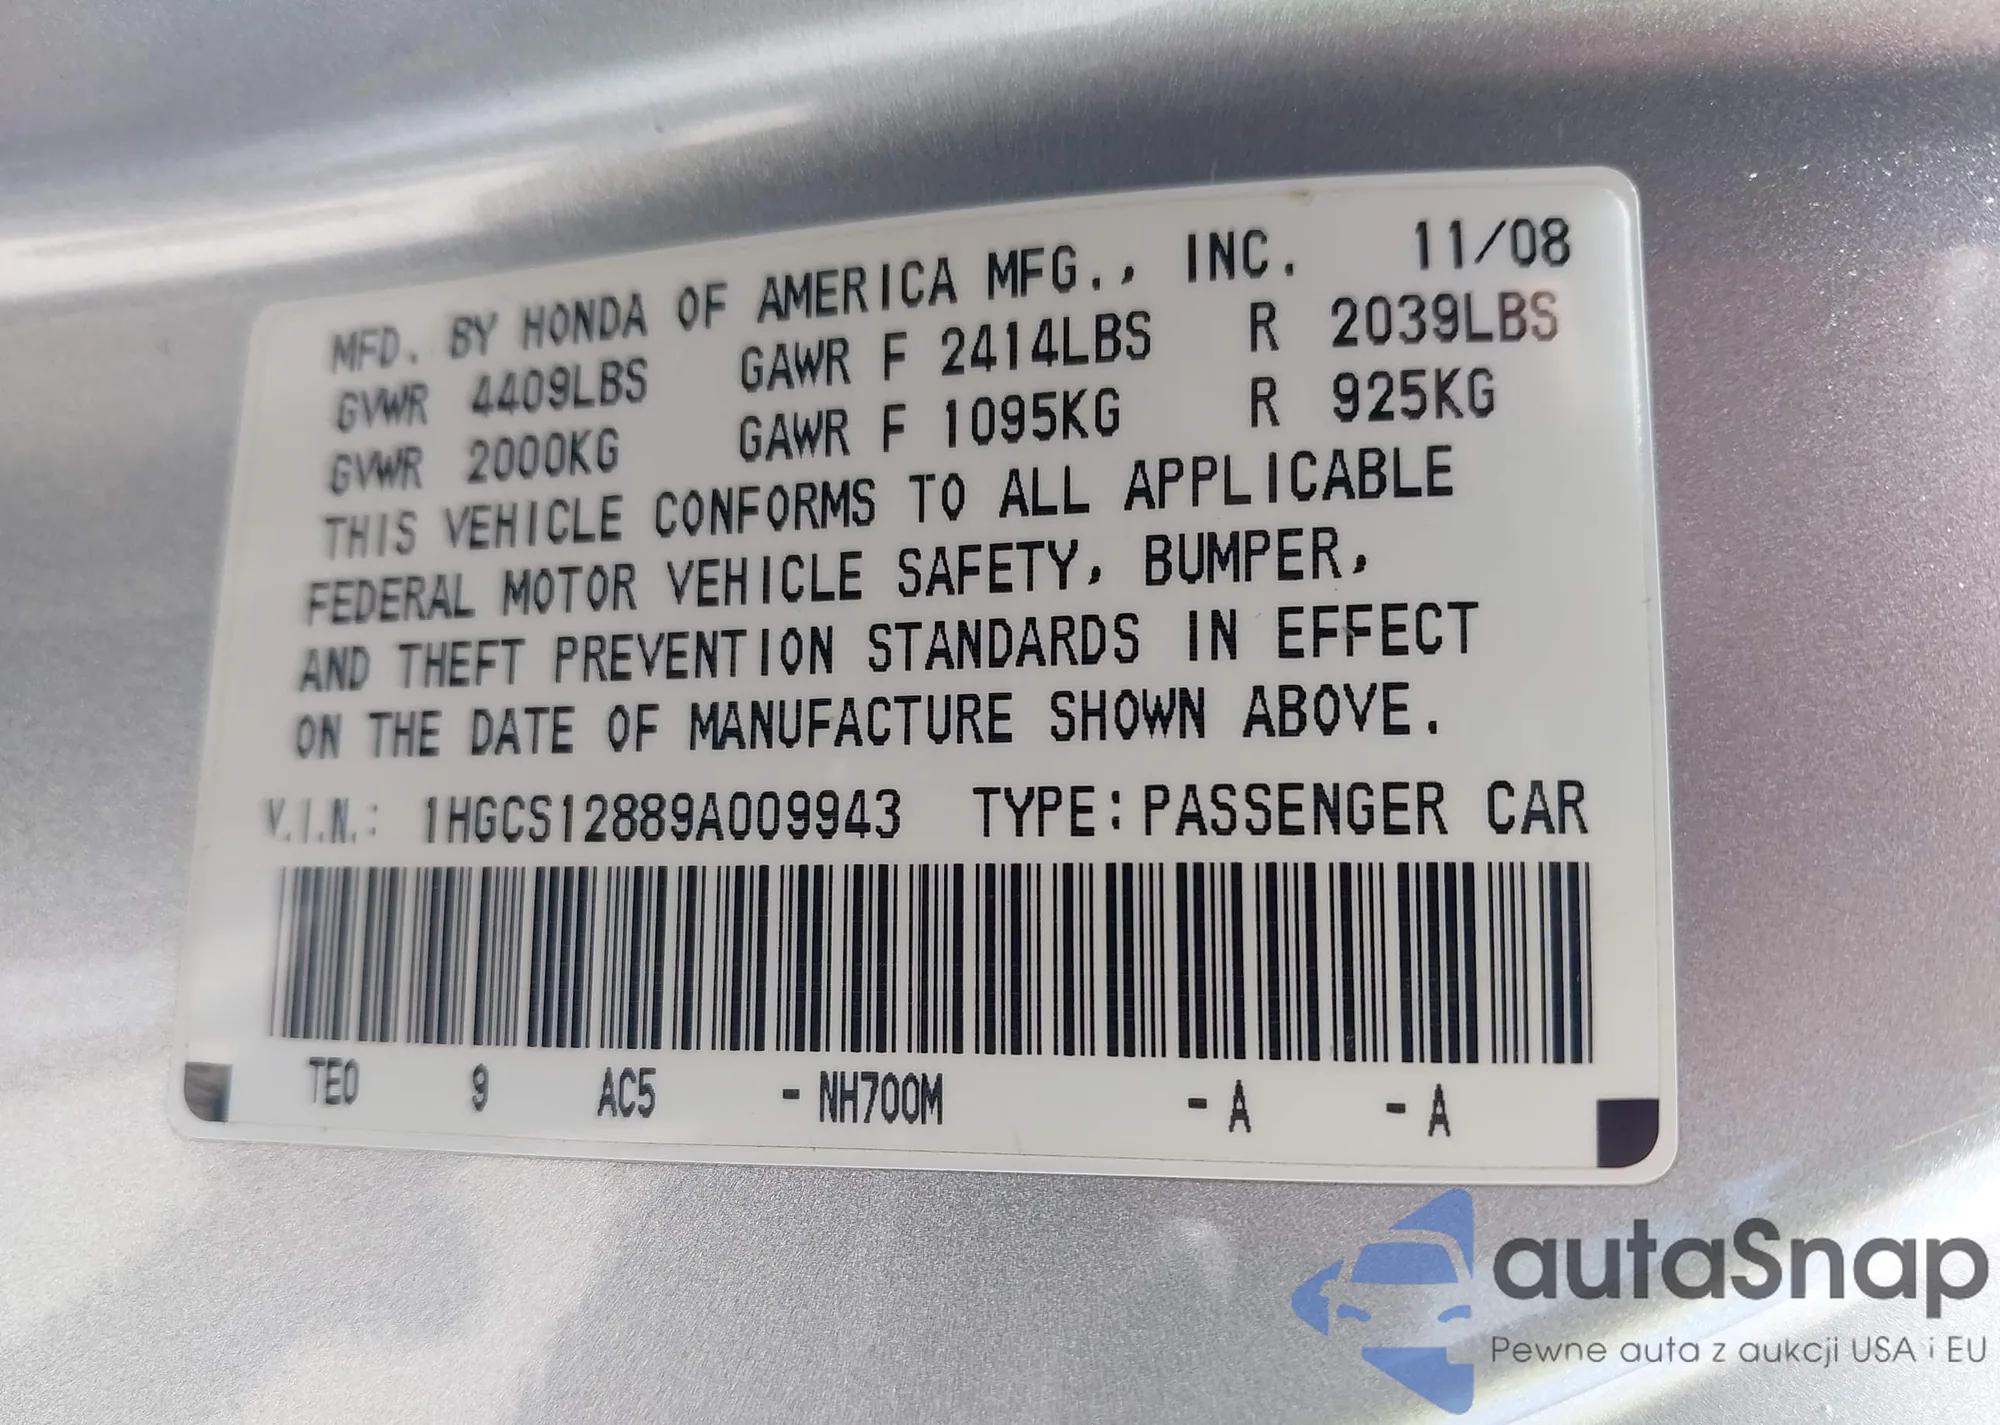 MFD. BY HONDA OF AMERICA MFG., INC. 11/08
GVWR 4409LBS GAWR F 2414LBS R 2039LBS
GVWR 2000KG GAWR F 1095KG R 925KG
THIS VEHICLE CONFORMS TO ALL APPLICABLE
FEDERAL MOTOR VEHICLE SAFETY, BUMPER,
AND THEFT PREVENTION STANDARDS IN EFFECT
ON THE DATE OF MANUFACTURE SHOWN ABOVE.
V.I.N.: 1HGCS12889A009943 TYPE:PASSENGER CAR
TE0 9 AC5 -NH700M -A -A
autaSnap
Pewne auta z aukcji USA i EU